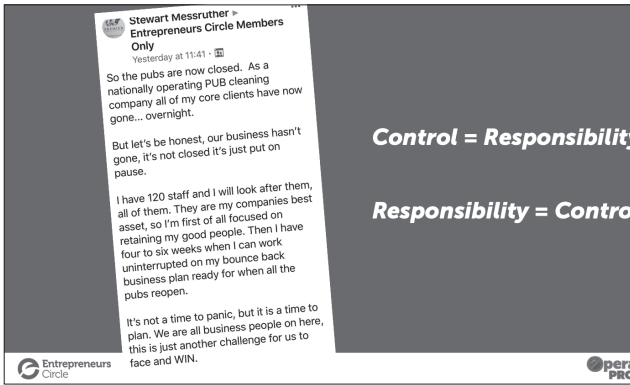 Stewart Messruther ▸
Entrepreneurs Circle Members
Only
Yesterday at 11:41 ·
So the pubs are now closed. As a
nationally operating PUB cleaning
company all of my core clients have now
gone... overnight.
But let's be honest, our business hasn't
gone, it's not closed it's just put on
pause.
I have 120 staff and I will look after them,
all of them. They are my companies best
asset, so I'm first of all focused on
retaining my good people. Then I have
four to six weeks when I can work
uninterrupted on my bounce back
business plan ready for when all the
pubs reopen.
It's not a time to panic, but it is a time to
plan. We are all business people on here,
this is just another challenge for us to
face and WIN.
Control = Responsibility
Responsibility = Contro
Entrepreneurs
Circle
Opera
PRO